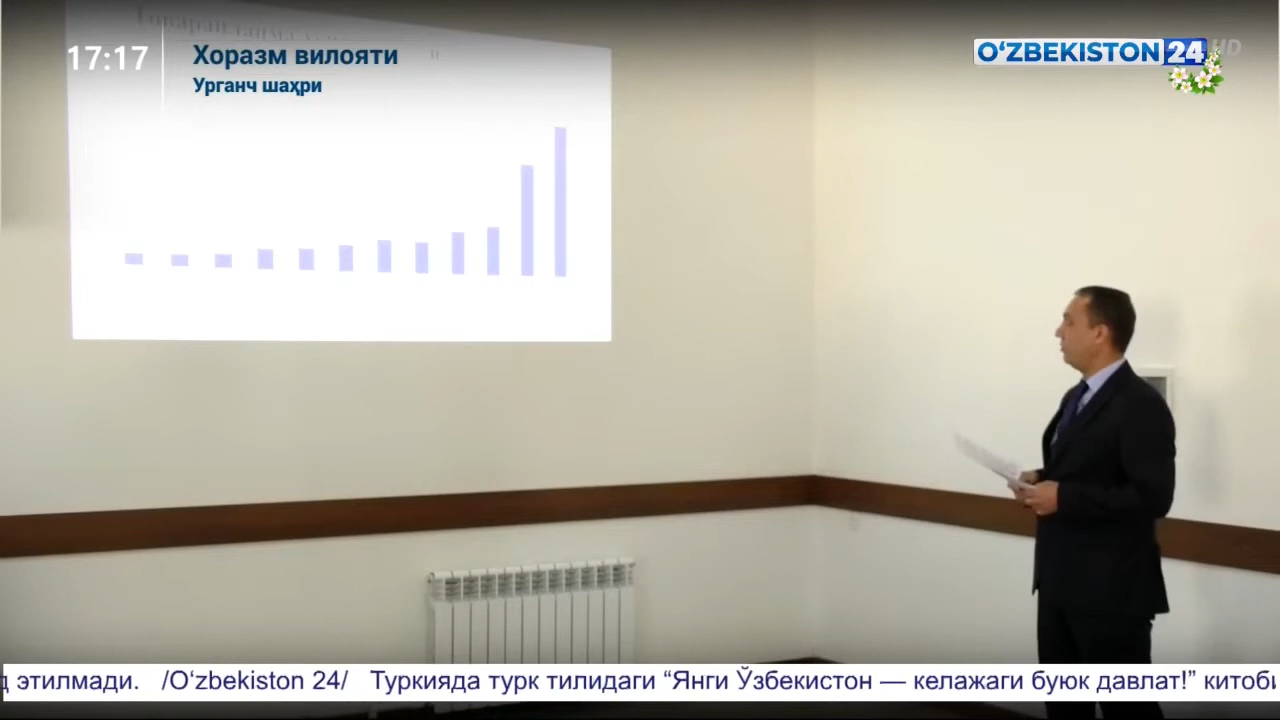 17:17
Хоразм вилояти
Урганч шаҳри
O‘ZBEKISTON 24 HD
д этилмади. /O‘zbekiston 24/ Туркияда турк тилидаги “Янги Ўзбекистон — келажаги буюк давлат!” китоби